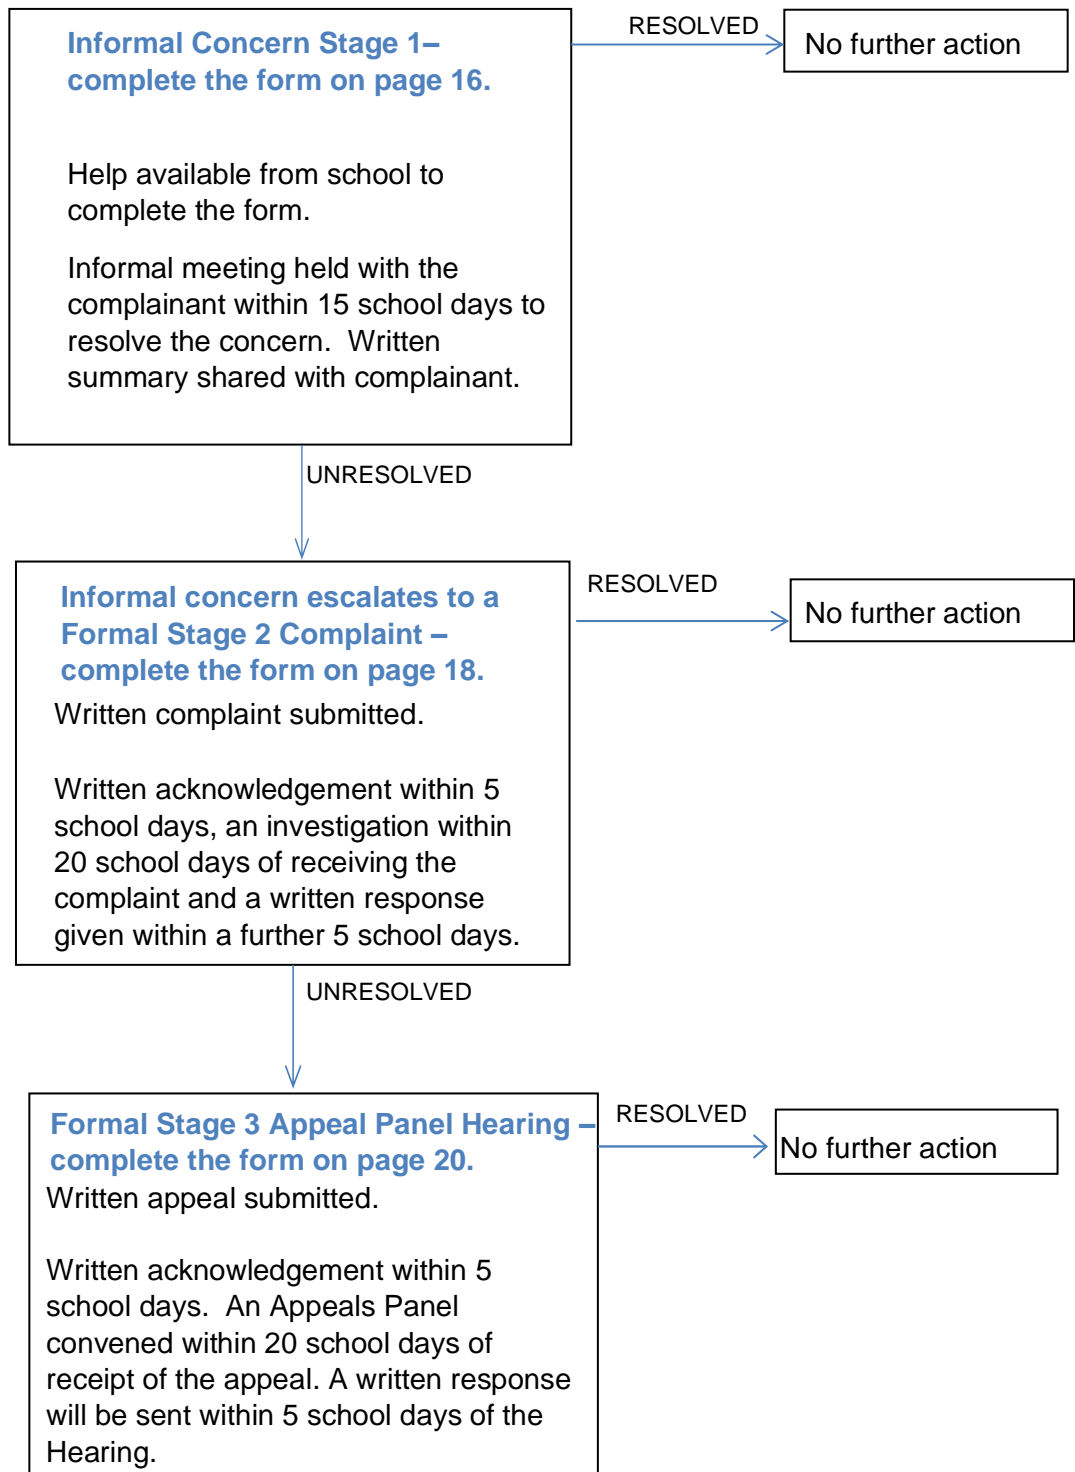 Informal Concern Stage 1–
complete the form on page 16.
Help available from school to
complete the form.
Informal meeting held with the
complainant within 15 school days to
resolve the concern.  Written
summary shared with complainant.
RESOLVED
No further action
UNRESOLVED
Informal concern escalates to a
Formal Stage 2 Complaint –
complete the form on page 18.
Written complaint submitted.
Written acknowledgement within 5
school days, an investigation within
20 school days of receiving the
complaint and a written response
given within a further 5 school days.
RESOLVED
No further action
UNRESOLVED
Formal Stage 3 Appeal Panel Hearing –
complete the form on page 20.
Written appeal submitted.
Written acknowledgement within 5
school days.  An Appeals Panel
convened within 20 school days of
receipt of the appeal. A written response
will be sent within 5 school days of the
Hearing.
RESOLVED
No further action